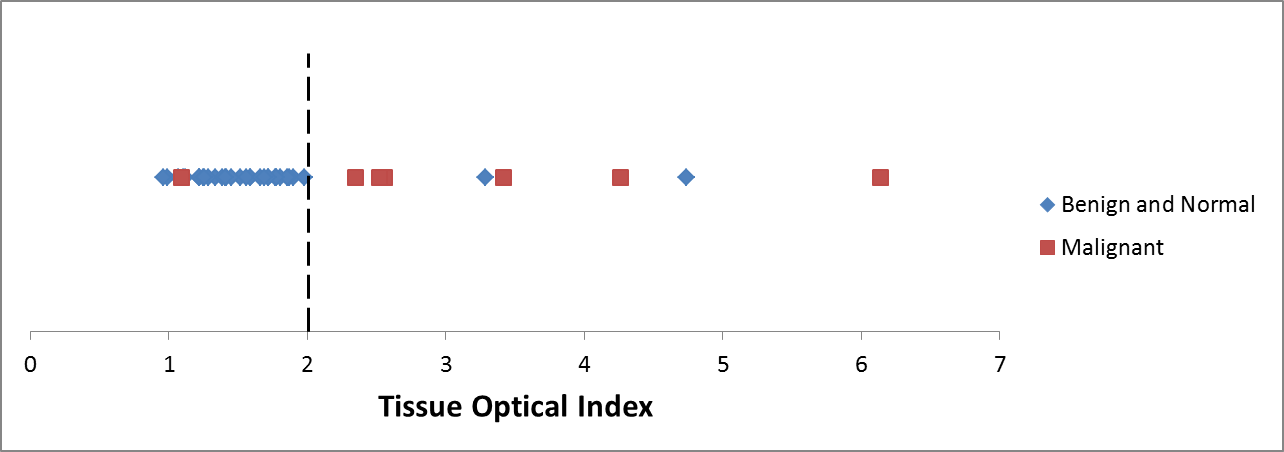 Benign and Normal
Malignant
0 1 2 3 4 5 6 7
Tissue Optical Index